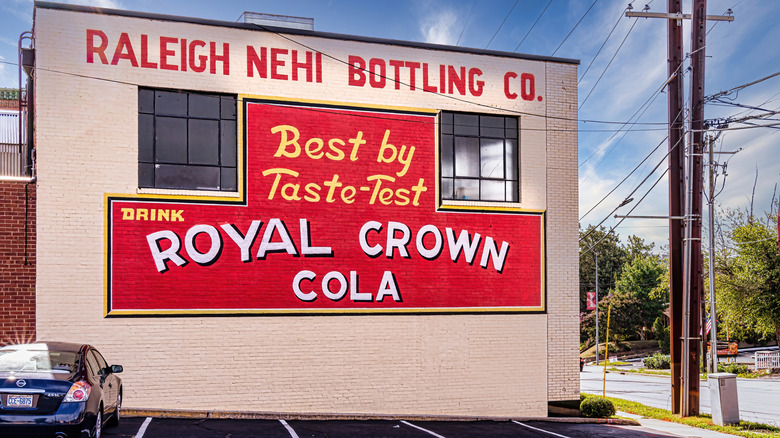 RALEIGH NEHI BOTTLING CO.
Best by
Taste-Test
DRINK
ROYAL CROWN
COLA